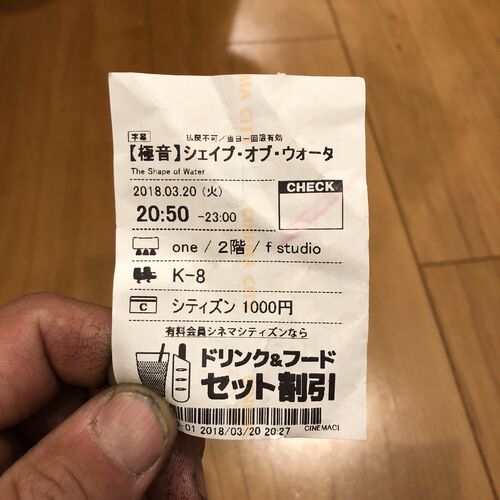 字幕 払戻不可／当日一回限有効
【極音】シェイプ・オブ・ウォータ
The Shape of Water
2018.03.20（火）
CHECK
20:50 -23:00
one / 2階 / f studio
K-8
C シティズン 1000円
有料会員シネマシティズンなら
ドリンク&フード
セット割引
-01 2018/03/20 20:27 CINEMACI